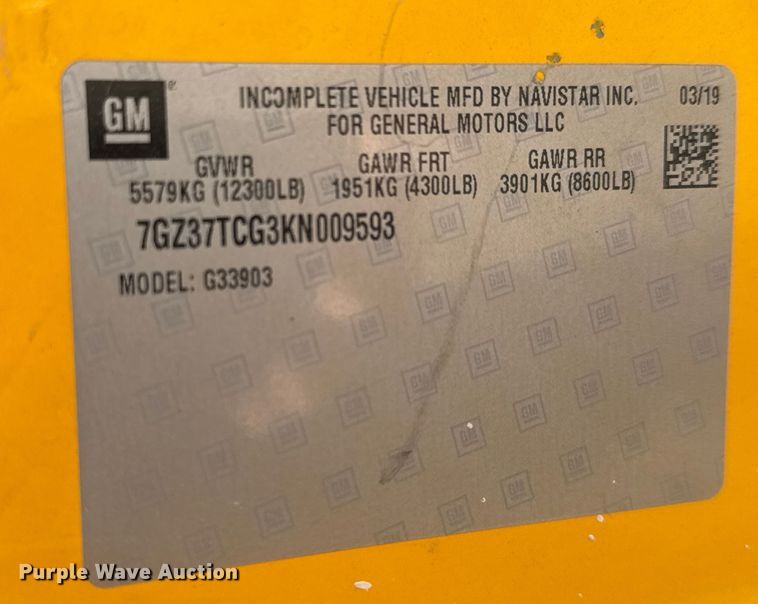 GM
INCOMPLETE VEHICLE MFD BY NAVISTAR INC. 03/19
FOR GENERAL MOTORS LLC
GVWR GAWR FRT GAWR RR
5579KG (12300LB) 1951KG (4300LB) 3901KG (8600LB)
7GZ37TCG3KN009593
MODEL: G33903
Purple Wave Auction